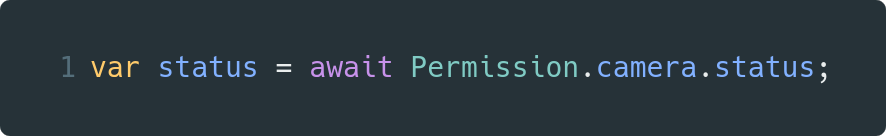 1 var status = await Permission.camera.status;